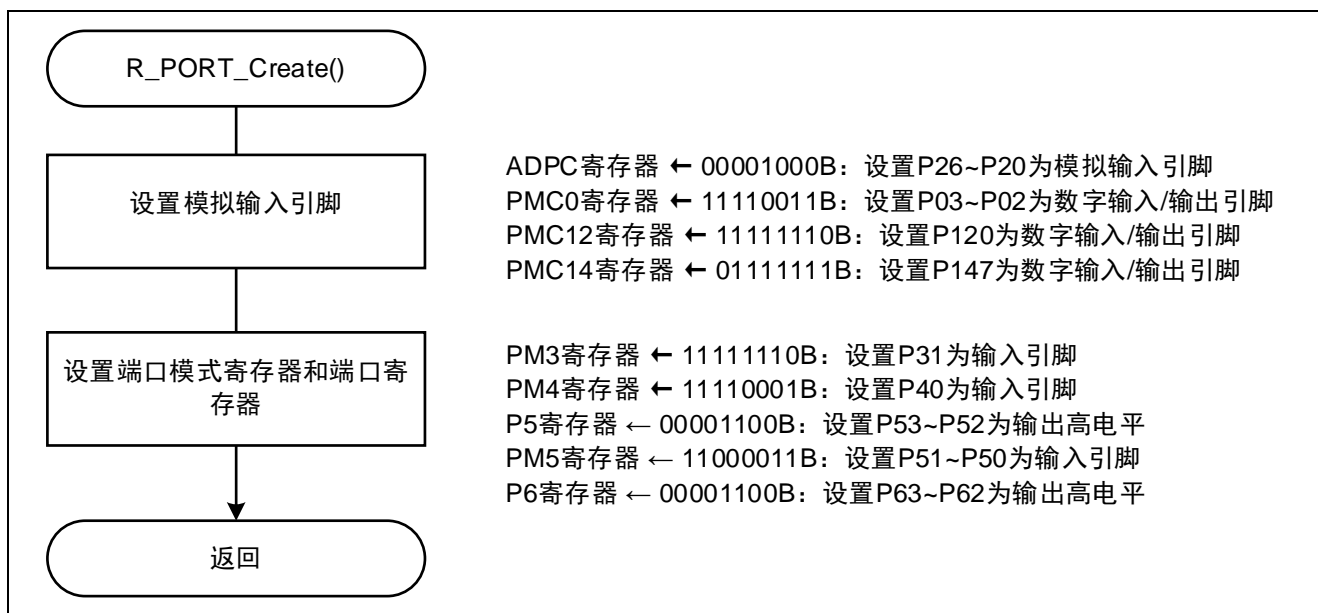 R_PORT_Create()
设置模拟输入引脚
ADPC寄存器 ← 00001000B：设置P26~P20为模拟输入引脚
PMC0寄存器 ← 11110011B：设置P03~P02为数字输入/输出引脚
PMC12寄存器 ← 11111110B：设置P120为数字输入/输出引脚
PMC14寄存器 ← 01111111B：设置P147为数字输入/输出引脚
设置端口模式寄存器和端口寄
存器
PM3寄存器 ← 11111110B：设置P31为输入引脚
PM4寄存器 ← 11110001B：设置P40为输入引脚
P5寄存器 ← 00001100B：设置P53~P52为输出高电平
PM5寄存器 ← 11000011B：设置P51~P50为输入引脚
P6寄存器 ← 00001100B：设置P63~P62为输出高电平
返回